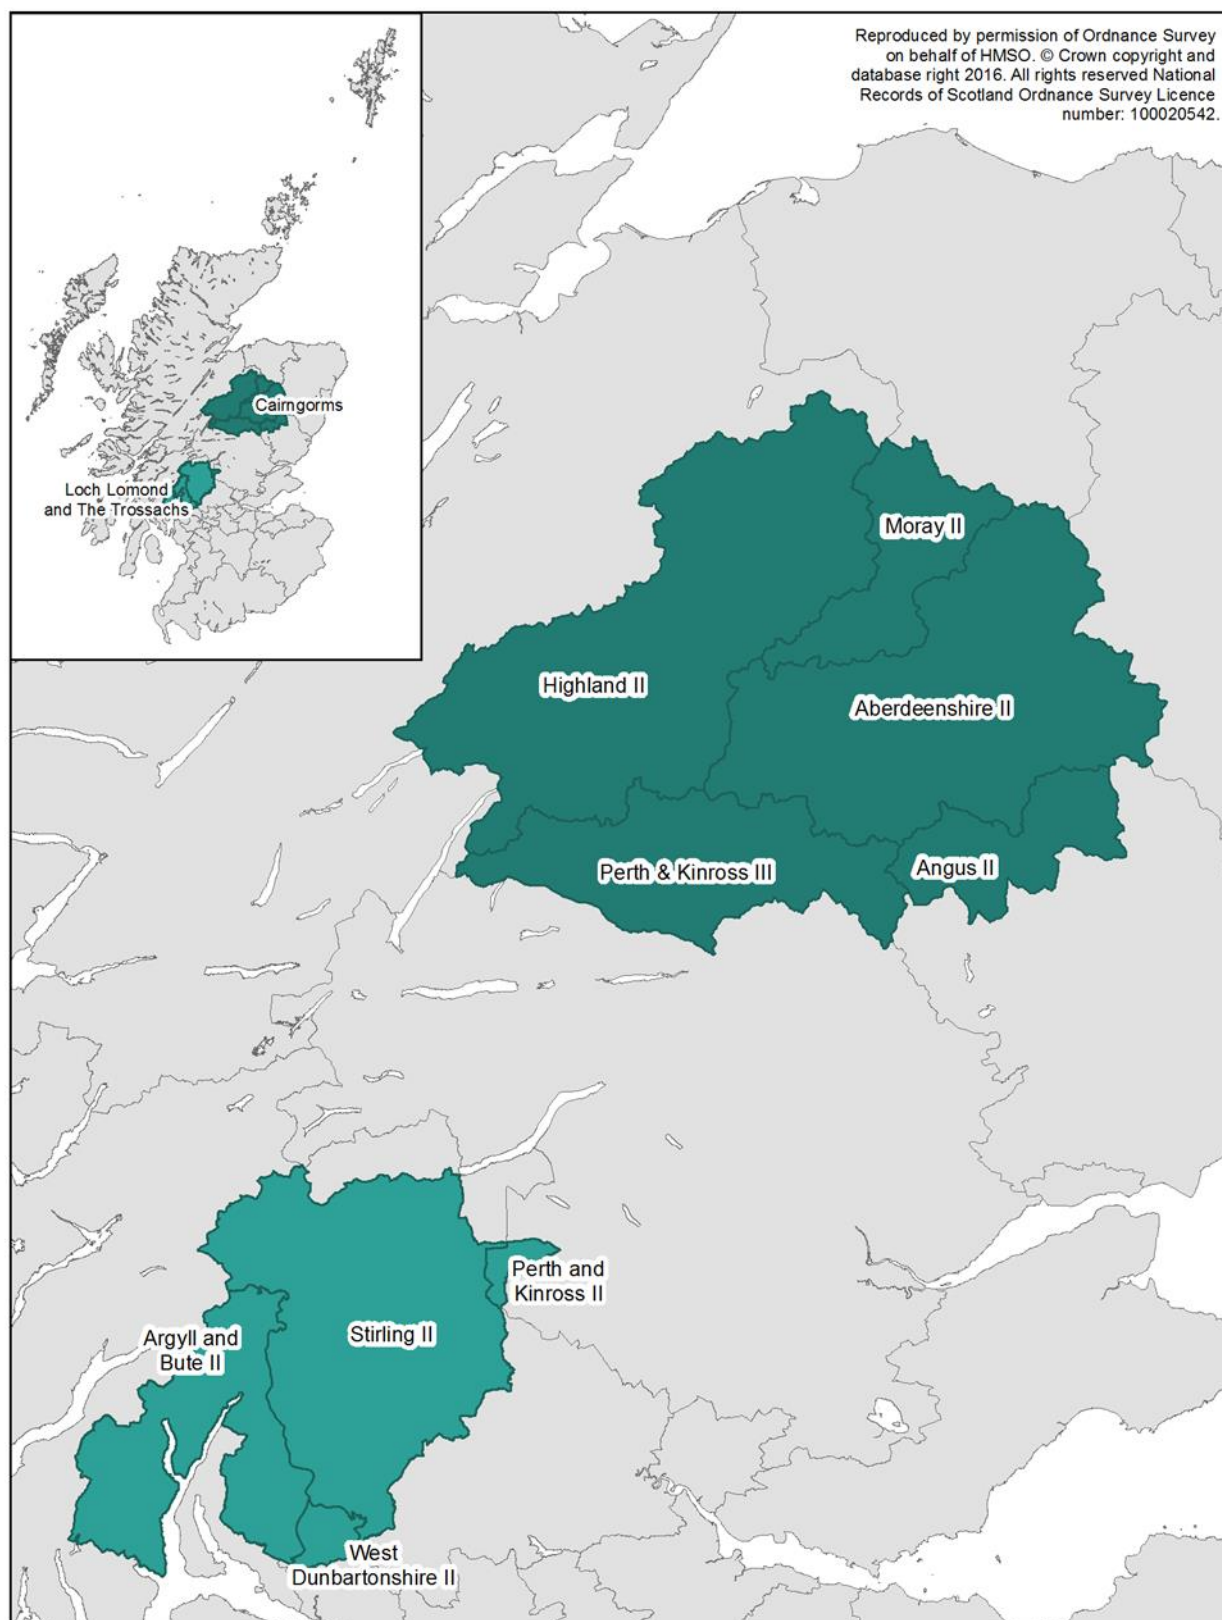 Reproduced by permission of Ordnance Survey
on behalf of HMSO. © Crown copyright and
database right 2016. All rights reserved National
Records of Scotland Ordnance Survey Licence
number: 100020542.
Cairngorms
Loch Lomond
and The Trossachs
Moray II
Highland II
Aberdeenshire II
Perth & Kinross III
Angus II
Perth and
Kinross II
Stirling II
Argyll and
Bute II
West
Dunbartonshire II